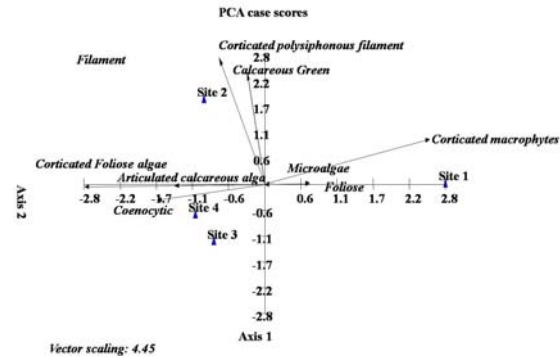 PCA case scores
Corticated polysiphonous filament
Filament
2.8
Calcareous Green
2.2
Site 2
1.7
1.1
Corticated macrophytes
0.6
Microalgae
Corticated Foliose algae
Articulated calcareous alga
Foliose
Site 1
-2.8 -2.2 -1.7 -1.1 -0.6 0.6 1.1 1.7 2.2 2.8
Axis 2
Coenocytic
Site 4
-0.6
Site 3
-1.1
-1.7
-2.2
-2.8
Axis 1
Vector scaling: 4.45